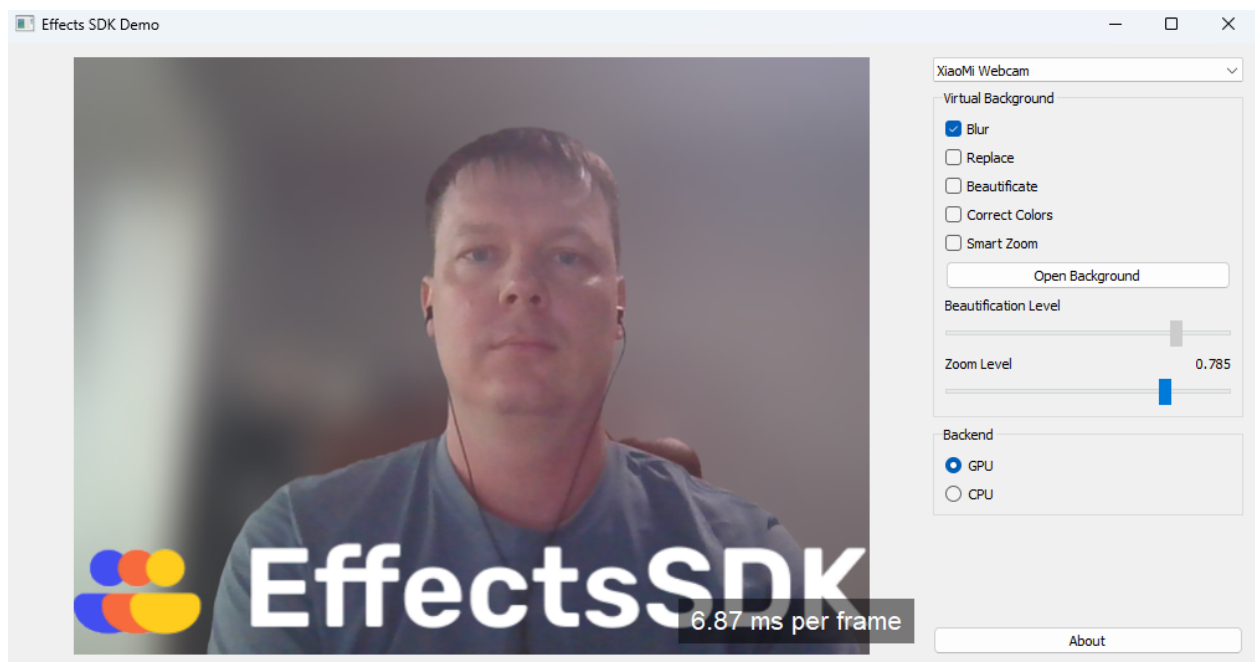 Effects SDK Demo
XiaoMi Webcam
Virtual Background
Blur
Replace
Beautificate
Correct Colors
Smart Zoom
Open Background
Beautification Level
Zoom Level 0.785
Backend
GPU
CPU
EffectsSDK
6.87 ms per frame
About